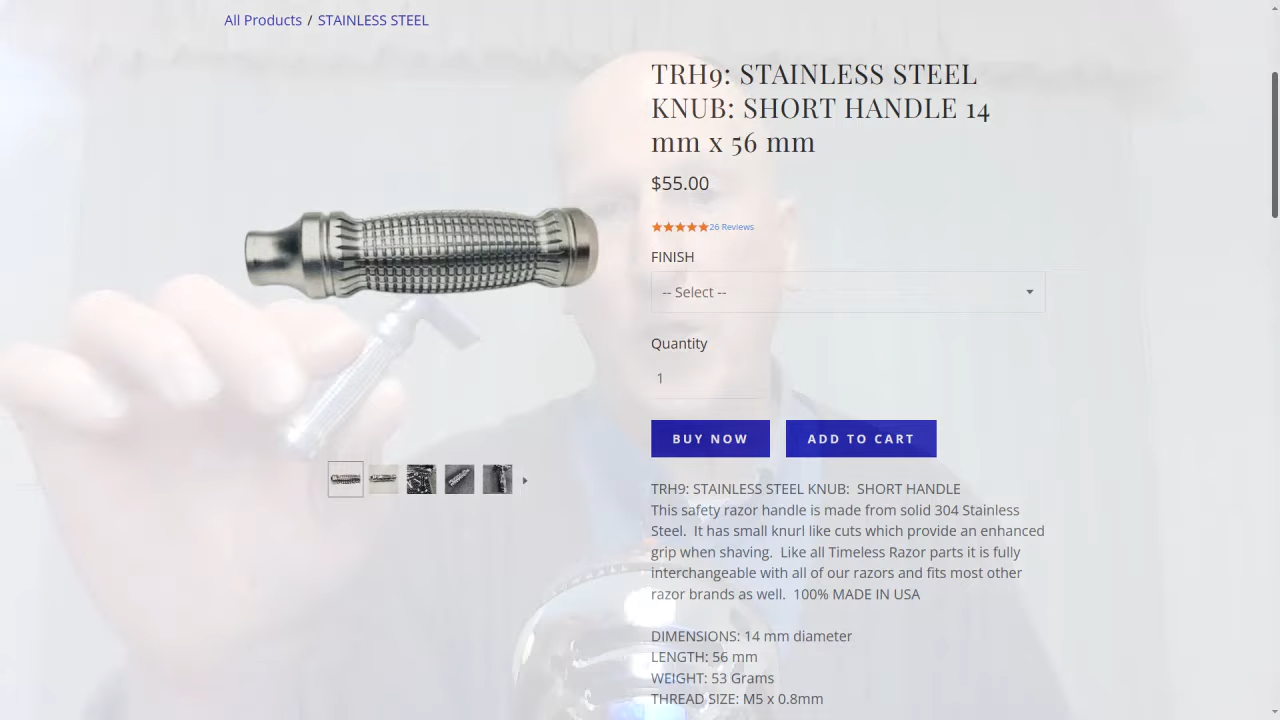 All Products / STAINLESS STEEL
TRH9: STAINLESS STEEL
KNUB: SHORT HANDLE 14
mm x 56 mm
$55.00
26 Reviews
FINISH
-- Select --
Quantity
1
BUY NOW
ADD TO CART
TRH9: STAINLESS STEEL KNUB: SHORT HANDLE
This safety razor handle is made from solid 304 Stainless
Steel. It has small knurl like cuts which provide an enhanced
grip when shaving. Like all Timeless Razor parts it is fully
interchangeable with all of our razors and fits most other
razor brands as well. 100% MADE IN USA
DIMENSIONS: 14 mm diameter
LENGTH: 56 mm
WEIGHT: 53 Grams
THREAD SIZE: M5 x 0.8mm